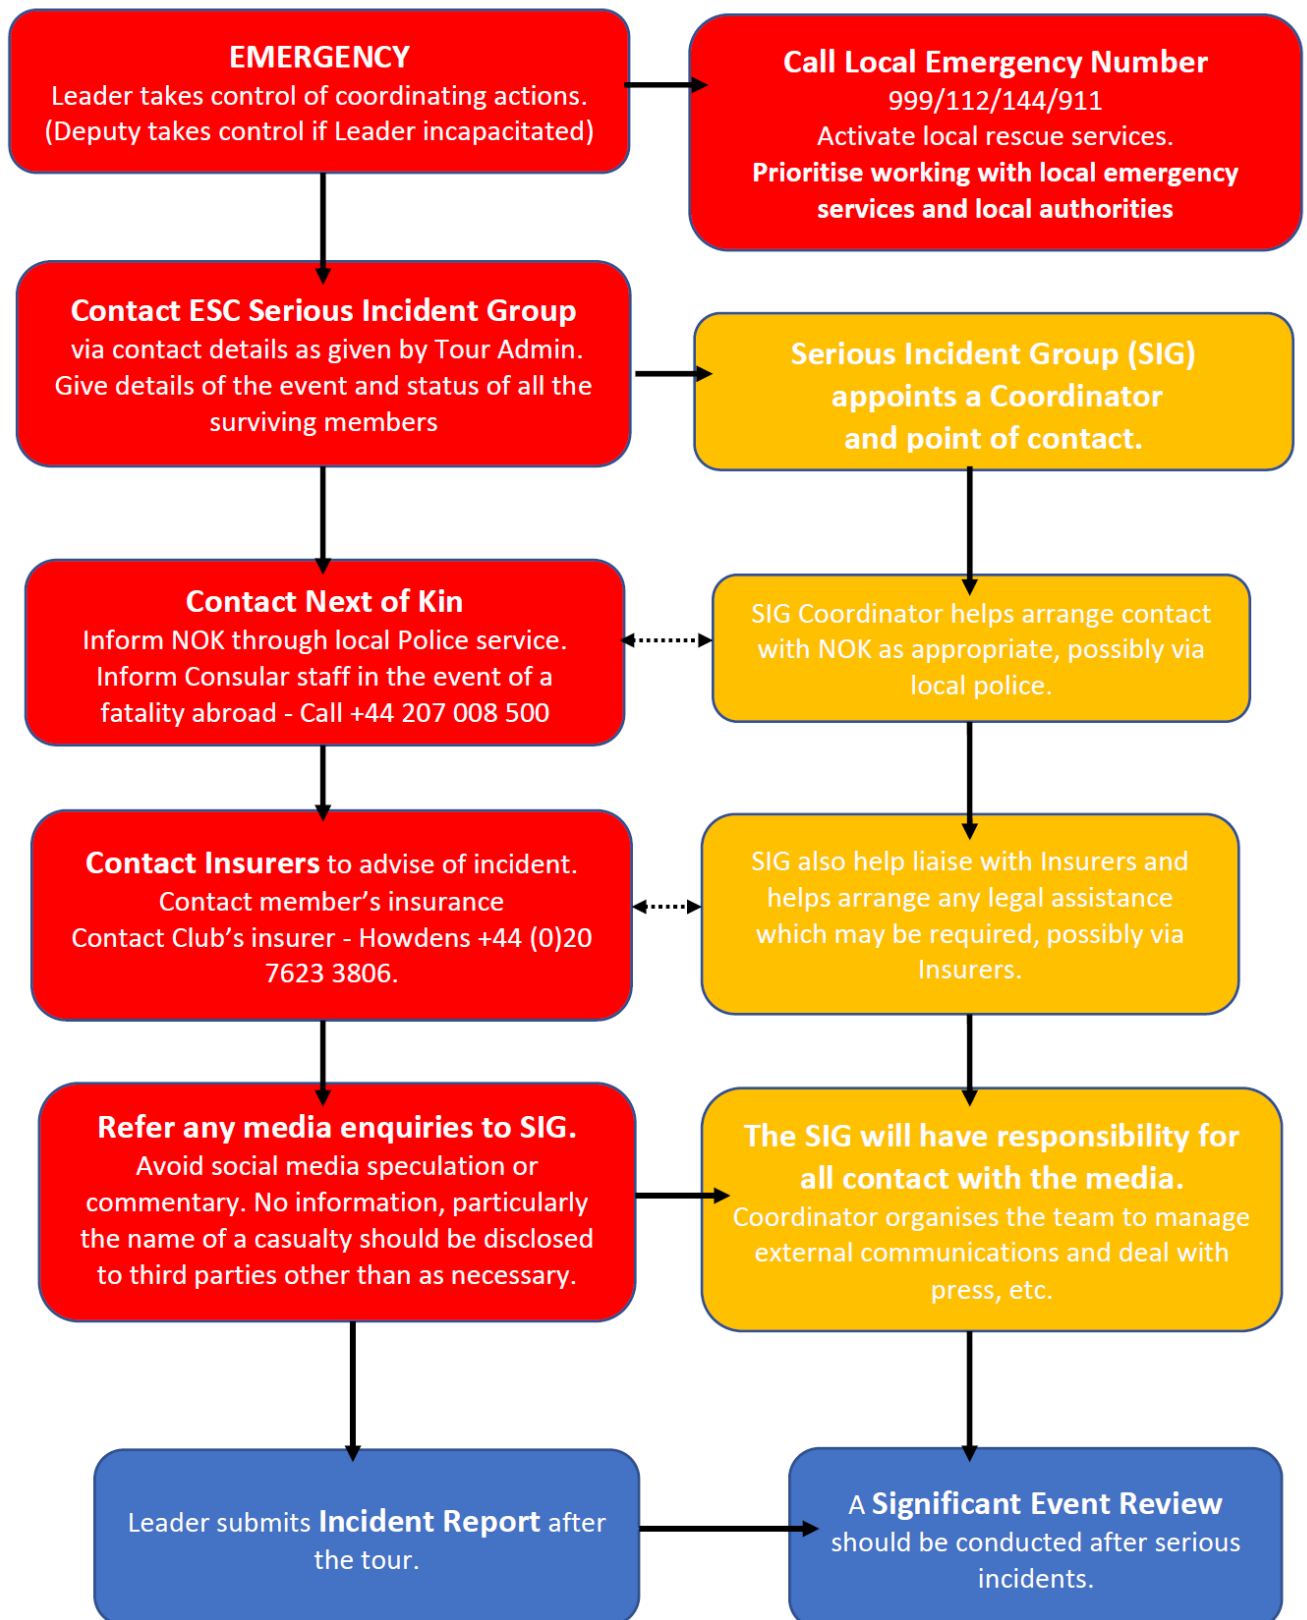 EMERGENCY
Leader takes control of coordinating actions.
(Deputy takes control if Leader incapacitated)
Call Local Emergency Number
999/112/144/911
Activate local rescue services.
Prioritise working with local emergency
services and local authorities
Contact ESC Serious Incident Group
via contact details as given by Tour Admin.
Give details of the event and status of all the
surviving members
Serious Incident Group (SIG)
appoints a Coordinator
and point of contact.
Contact Next of Kin
Inform NOK through local Police service.
Inform Consular staff in the event of a
fatality abroad - Call +44 207 008 500
SIG Coordinator helps arrange contact
with NOK as appropriate, possibly via
local police.
Contact Insurers to advise of incident.
Contact member’s insurance
Contact Club’s insurer - Howdens +44 (0)20
7623 3806.
SIG also help liaise with Insurers and
helps arrange any legal assistance
which may be required, possibly via
Insurers.
Refer any media enquiries to SIG.
Avoid social media speculation or
commentary. No information, particularly
the name of a casualty should be disclosed
to third parties other than as necessary.
The SIG will have responsibility for
all contact with the media.
Coordinator organises the team to manage
external communications and deal with
press, etc.
Leader submits Incident Report after
the tour.
A Significant Event Review
should be conducted after serious
incidents.